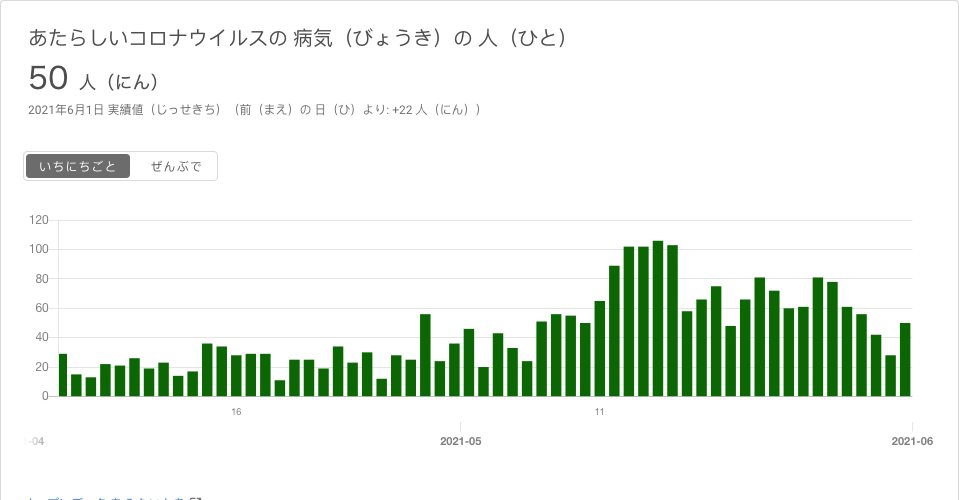 あたらしいコロナウイルスの 病気（びょうき）の 人（ひと）
50 人（にん）
2021年6月1日 実績値（じっせきち）（前（まえ）の 日（ひ）より: +22 人（にん））
いちにちごと ぜんぶで
120
100
80
60
40
20
0
16 11
-04 2021-05 2021-06